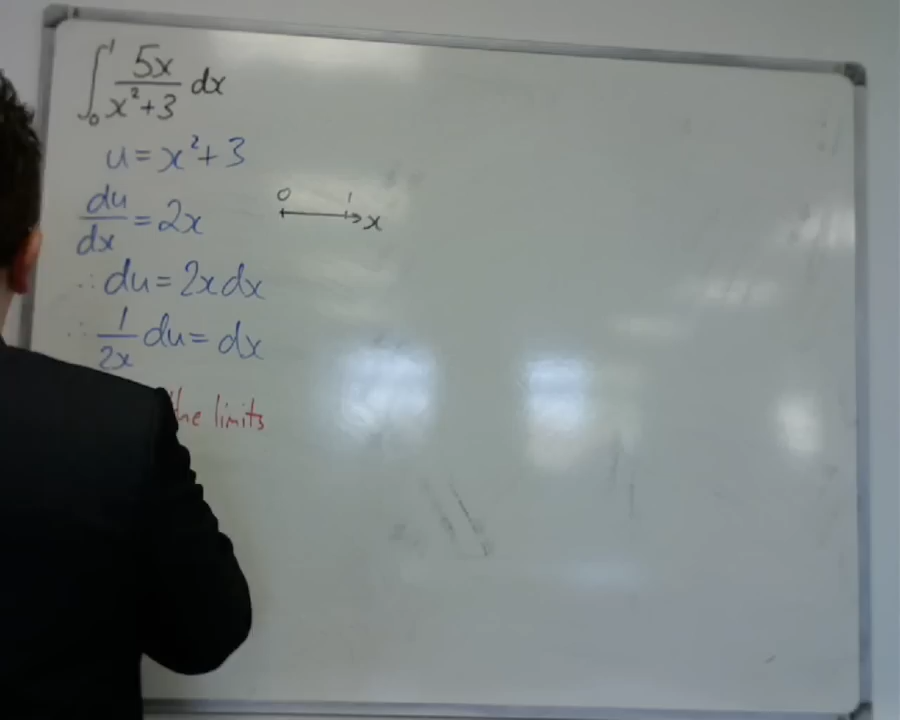 ∫₀¹ 5x/(x²+3) dx
u = x²+3
du/dx = 2x
0 1 x
∴ du = 2x dx
∴ 1/2x du = dx
the limits